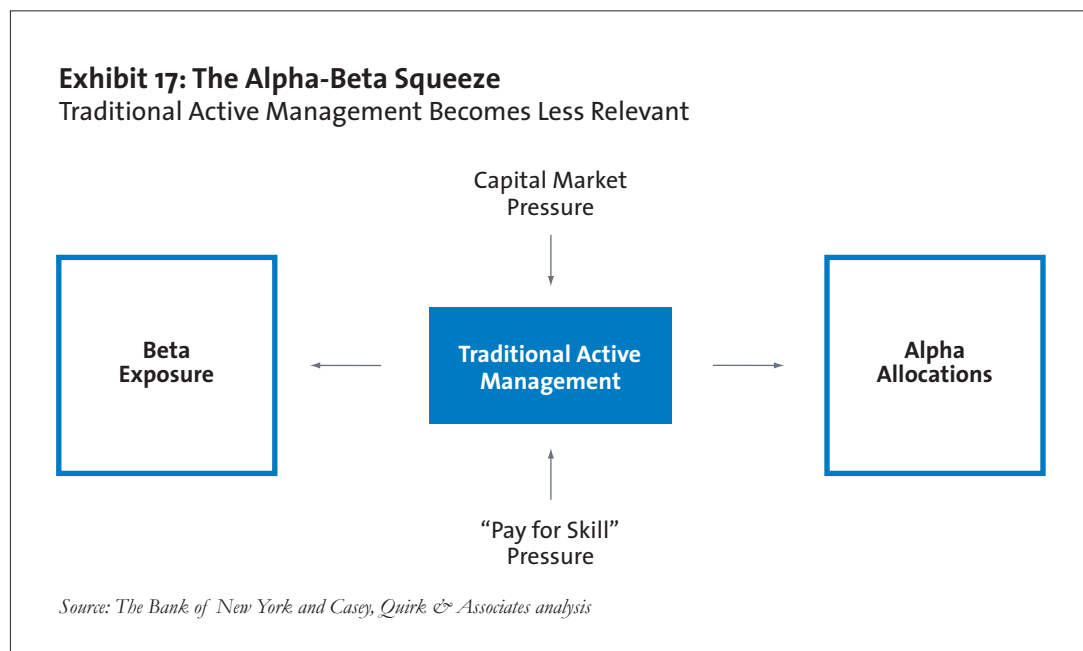 Exhibit 17: The Alpha-Beta Squeeze
Traditional Active Management Becomes Less Relevant
Capital Market
Pressure
Beta
Exposure
Traditional Active
Management
Alpha
Allocations
“Pay for Skill”
Pressure
Source: The Bank of New York and Casey, Quirk & Associates analysis